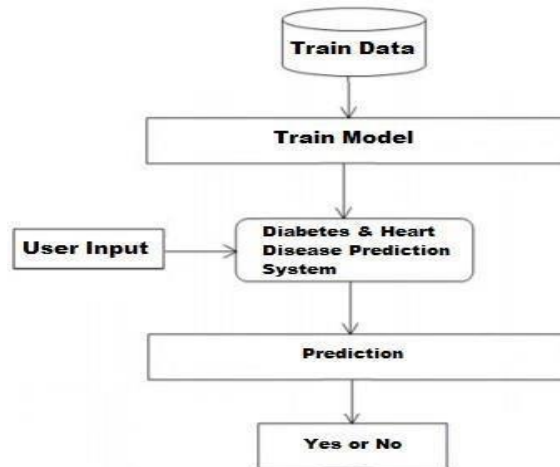 Train Data
Train Model
User Input
Diabetes & Heart
Disease Prediction
System
Prediction
Yes or No